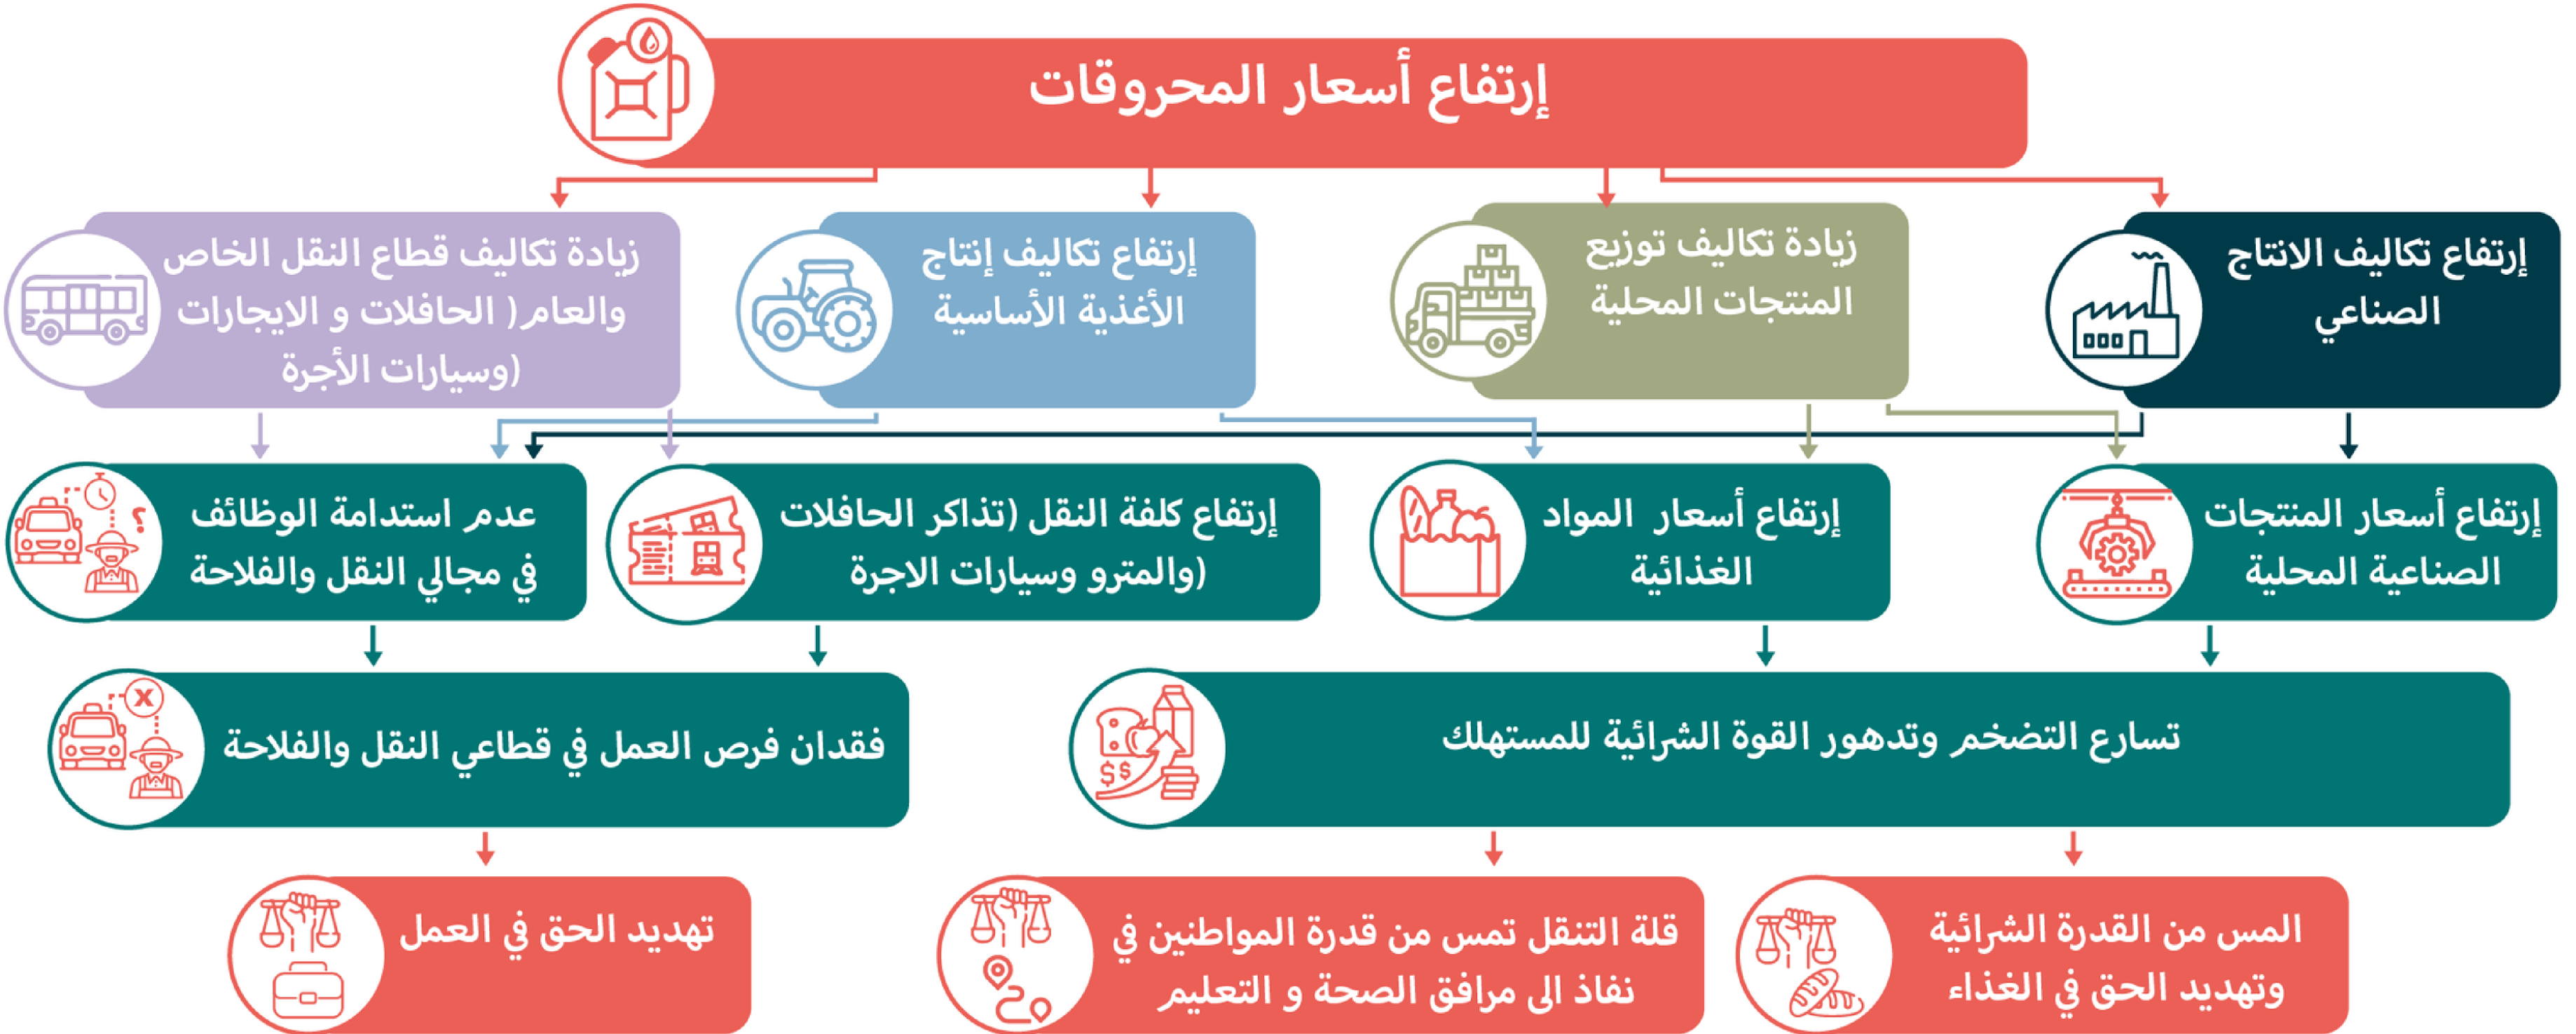 إرتفاع أسعار المحروقات
إرتفاع تكاليف الانتاج
الصناعي
زيادة تكاليف توزيع
المنتجات المحلية
إرتفاع تكاليف إنتاج
الأغذية الأساسية
زيادة تكاليف قطاع النقل الخاص
والعام( الحافلات و الايجارات
(وسيارات الأجرة
إرتفاع أسعار المنتجات
الصناعية المحلية
إرتفاع أسعار المواد
الغذائية
إرتفاع كلفة النقل (تذاكر الحافلات
(والمترو وسيارات الاجرة
عدم استدامة الوظائف
في مجالي النقل والفلاحة
؟
تسارع التضخم وتدهور القوة الشرائية للمستهلك
$$
فقدان فرص العمل في قطاعي النقل والفلاحة
X
المس من القدرة الشرائية
وتهديد الحق في الغذاء
قلة التنقل تمس من قدرة المواطنين في
نفاذ الى مرافق الصحة و التعليم
تهديد الحق في العمل